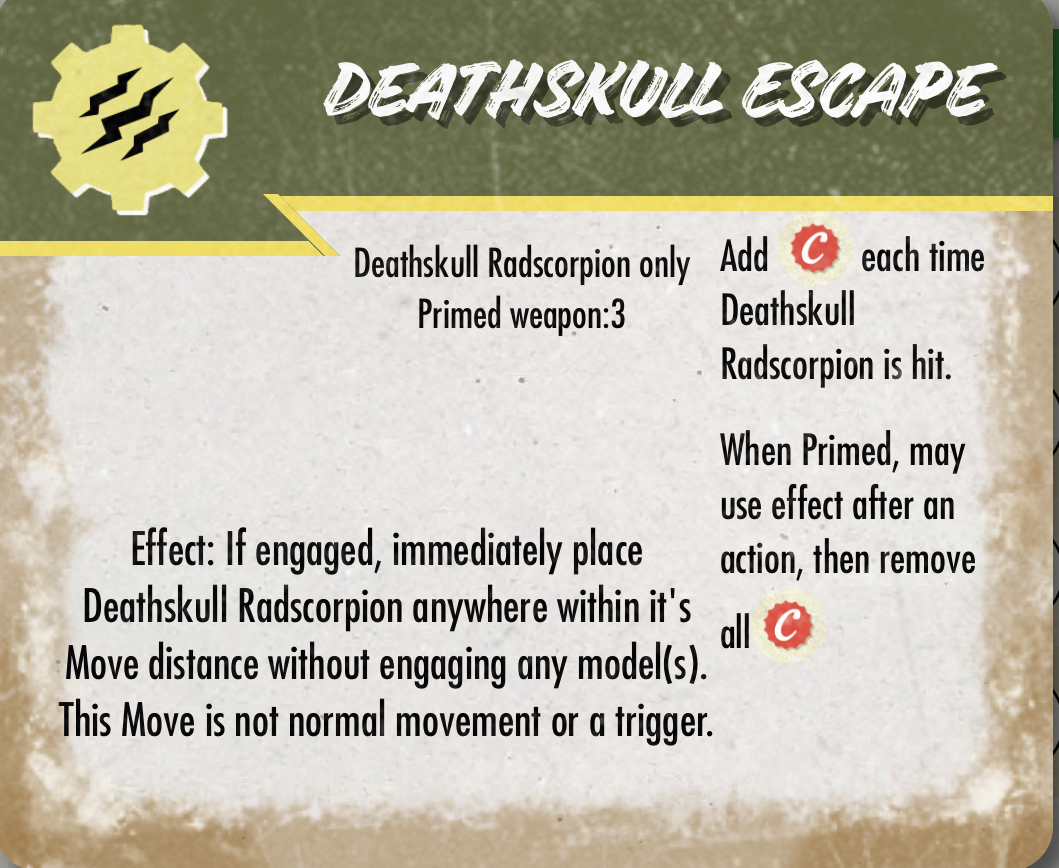 DEATHSKULL ESCAPE
Deathskull Radscorpion only
Primed weapon:3
Add C each time
Deathskull
Radscorpion is hit.
When Primed, may
use effect after an
action, then remove
all C
Effect: If engaged, immediately place
Deathskull Radscorpion anywhere within it's
Move distance without engaging any model(s).
This Move is not normal movement or a trigger.